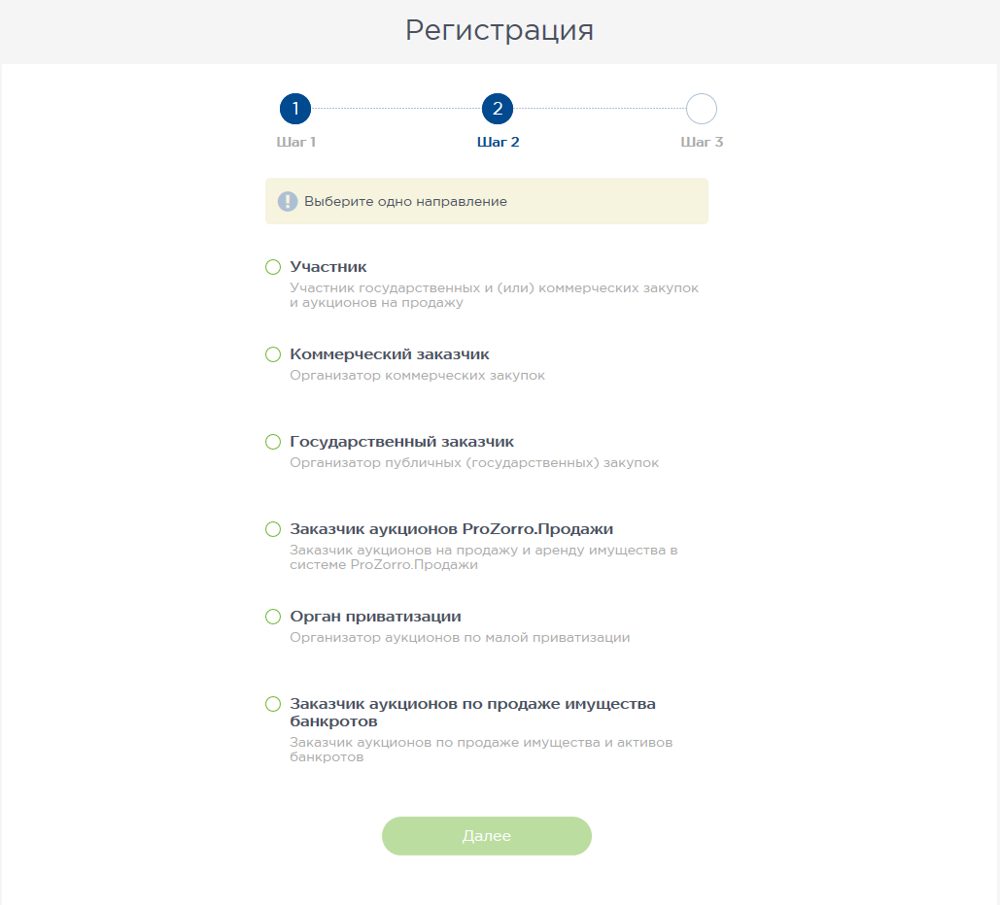 Регистрация
1
2
Шаг 1
Шаг 2
Шаг 3
Выберите одно направление
Участник
Участник государственных и (или) коммерческих закупок
и аукционов на продажу
Коммерческий заказчик
Организатор коммерческих закупок
Государственный заказчик
Организатор публичных (государственных) закупок
Заказчик аукционов ProZorro.Продажи
Заказчик аукционов на продажу и аренду имущества в
системе ProZorro.Продажи
Орган приватизации
Организатор аукционов по малой приватизации
Заказчик аукционов по продаже имущества
банкротов
Заказчик аукционов по продаже имущества и активов
банкротов
Далее